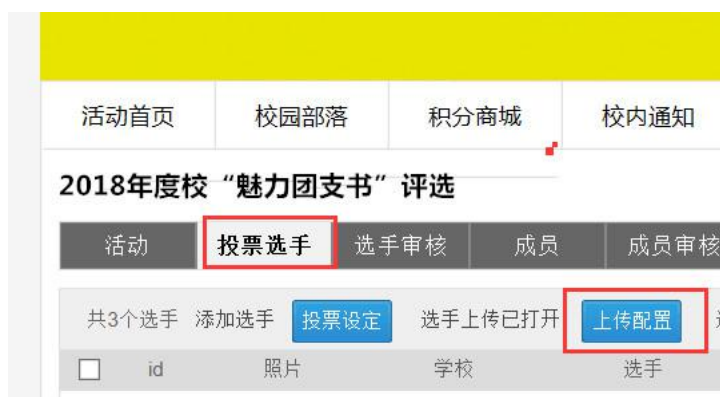 活动首页 校园部落 积分商城 校内通知
2018年度校“魅力团支书”评选
活动 投票选手 选手审核 成员 成员审核
共3个选手 添加选手 投票设定 选手上传已打开 上传配置
id 照片 学校 选手